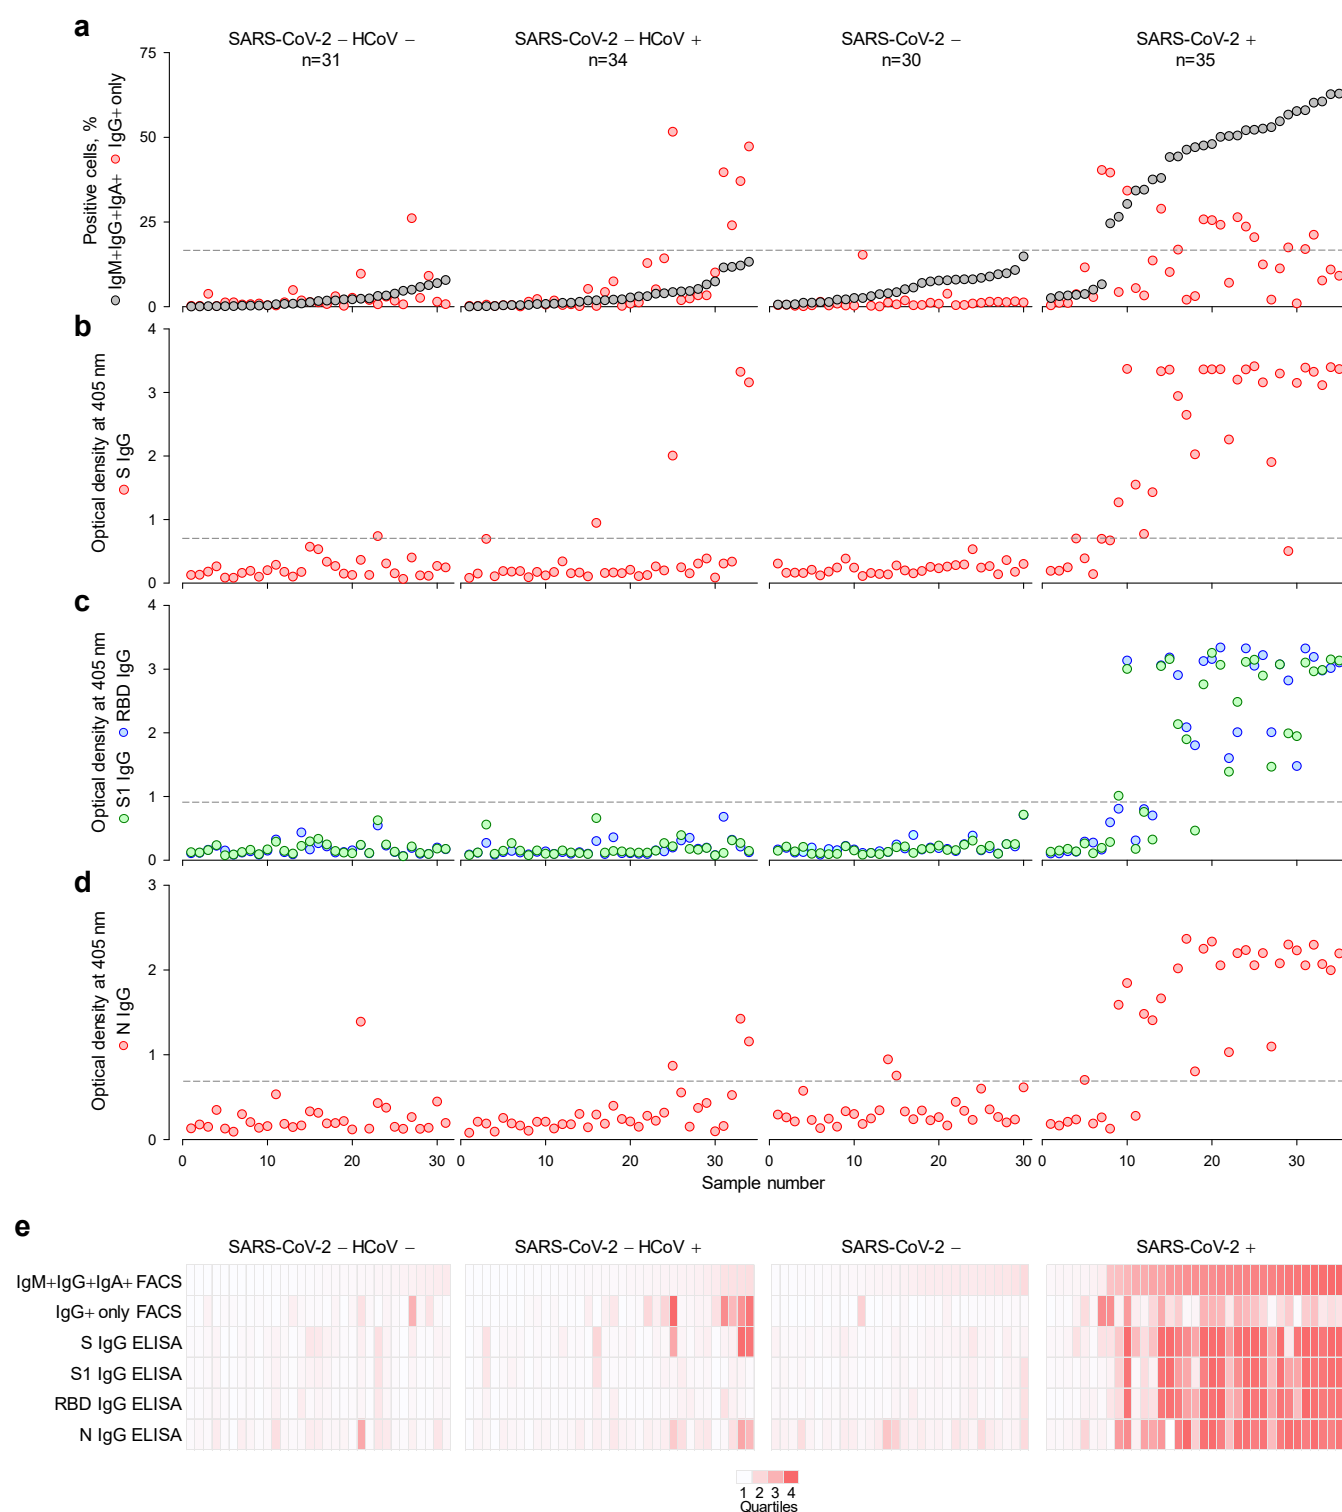 a
SARS-CoV-2 − HCoV −
n=31
SARS-CoV-2 − HCoV +
n=34
SARS-CoV-2 −
n=30
SARS-CoV-2 +
n=35
Positive cells, %
IgM+IgG+IgA+ IgG+ only
75
50
25
0
b
Optical density at 405 nm
S IgG
4
3
2
1
0
c
Optical density at 405 nm
S1 IgG RBD IgG
4
3
2
1
0
d
Optical density at 405 nm
N IgG
3
2
1
0
0 10 20 30 0 10 20 30 0 10 20 30 0 10 20 30
Sample number
e
SARS-CoV-2 − HCoV − SARS-CoV-2 − HCoV + SARS-CoV-2 − SARS-CoV-2 +
IgM+IgG+IgA+ FACS
IgG+ only FACS
S IgG ELISA
S1 IgG ELISA
RBD IgG ELISA
N IgG ELISA
1 2 3 4
Quartiles